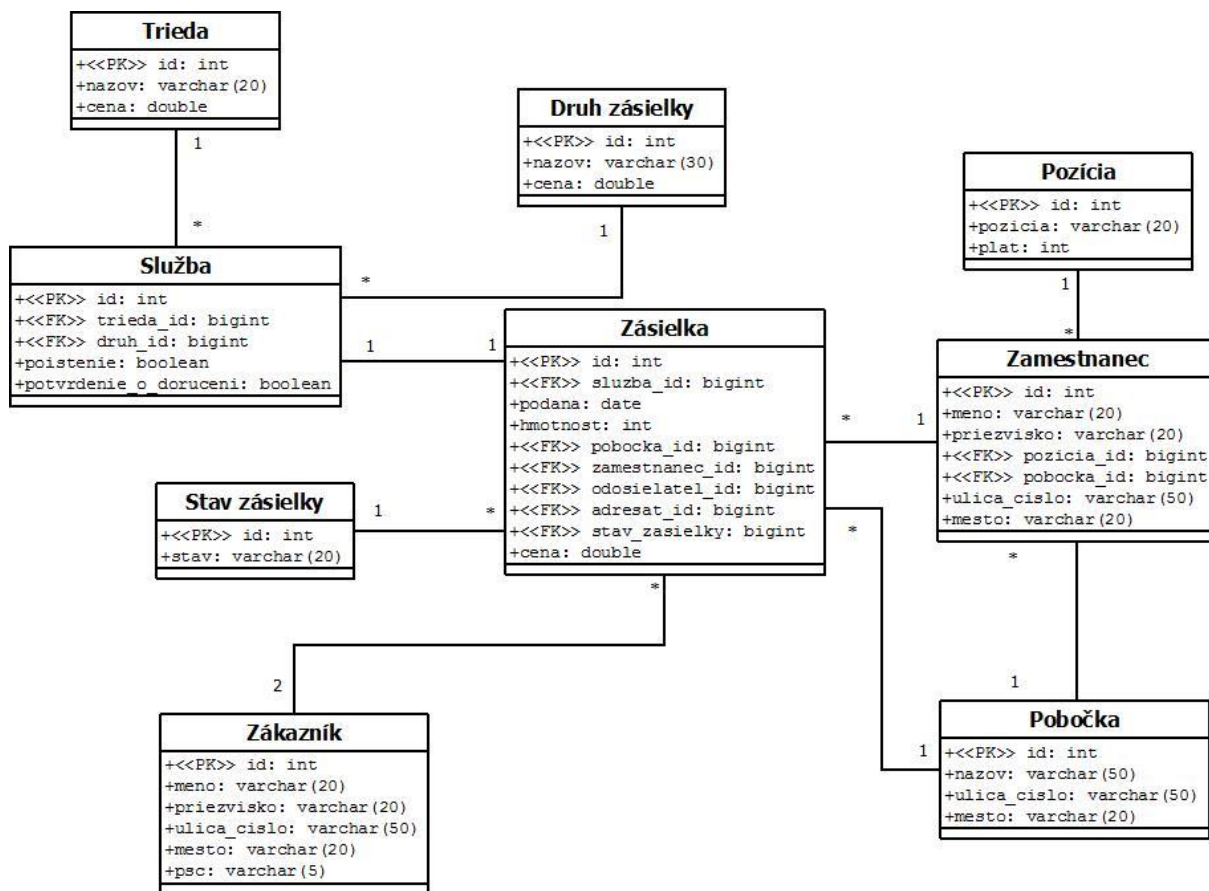 Trieda
+<<PK>> id: int
+nazov: varchar(20)
+cena: double
1
*
Druh zásielky
+<<PK>> id: int
+nazov: varchar(30)
+cena: double
1
*
Pozícia
+<<PK>> id: int
+pozicia: varchar(20)
+plat: int
1
*
Služba
+<<PK>> id: int
+<<FK>> trieda_id: bigint
+<<FK>> druh_id: bigint
+poistenie: boolean
+potvrdenie_o_doruceni: boolean
1
1
Zásielka
+<<PK>> id: int
+<<FK>> sluzba_id: bigint
+podana: date
+hmotnost: int
+<<FK>> pobocka_id: bigint
+<<FK>> zamestnanec_id: bigint
+<<FK>> odosielatel_id: bigint
+<<FK>> adresat_id: bigint
+<<FK>> stav_zasielky: bigint
+cena: double
*
1
Zamestnanec
+<<PK>> id: int
+meno: varchar(20)
+priezvisko: varchar(20)
+<<FK>> pozicia_id: bigint
+<<FK>> pobocka_id: bigint
+ulica_cislo: varchar(50)
+mesto: varchar(20)
Stav zásielky
+<<PK>> id: int
+stav: varchar(20)
1
*
*
*
*
2
1
1
Zákazník
+<<PK>> id: int
+meno: varchar(20)
+priezvisko: varchar(20)
+ulica_cislo: varchar(50)
+mesto: varchar(20)
+psc: varchar(5)
Pobočka
+<<PK>> id: int
+nazov: varchar(50)
+ulica_cislo: varchar(50)
+mesto: varchar(20)